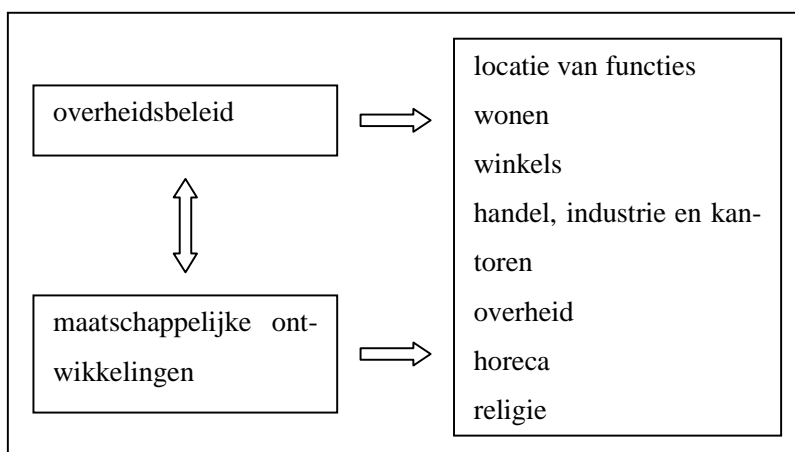 overheidsbeleid
maatschappelijke ont-
wikkelingen
locatie van functies
wonen
winkels
handel, industrie en kan-
toren
overheid
horeca
religie